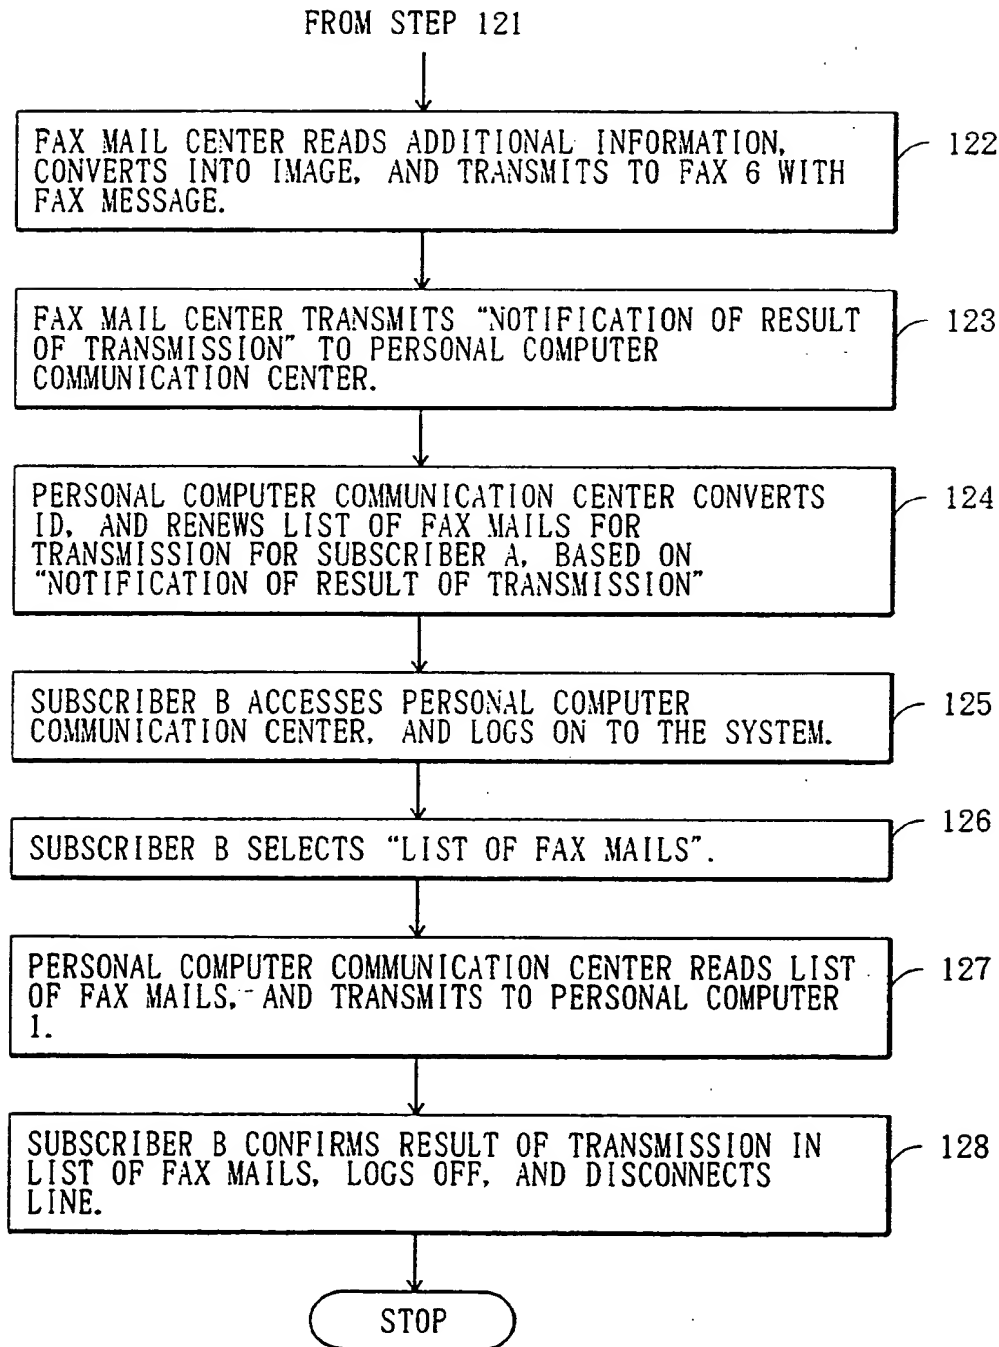 FROM STEP 121
FAX MAIL CENTER READS ADDITIONAL INFORMATION,
CONVERTS INTO IMAGE, AND TRANSMITS TO FAX 6 WITH
FAX MESSAGE.
122
FAX MAIL CENTER TRANSMITS "NOTIFICATION OF RESULT
OF TRANSMISSION" TO PERSONAL COMPUTER
COMMUNICATION CENTER.
123
PERSONAL COMPUTER COMMUNICATION CENTER CONVERTS
ID, AND RENEWS LIST OF FAX MAILS FOR
TRANSMISSION FOR SUBSCRIBER A, BASED ON
"NOTIFICATION OF RESULT OF TRANSMISSION"
124
SUBSCRIBER B ACCESSES PERSONAL COMPUTER
COMMUNICATION CENTER, AND LOGS ON TO THE SYSTEM.
125
SUBSCRIBER B SELECTS "LIST OF FAX MAILS".
126
PERSONAL COMPUTER COMMUNICATION CENTER READS LIST
OF FAX MAILS, AND TRANSMITS TO PERSONAL COMPUTER
1.
127
SUBSCRIBER B CONFIRMS RESULT OF TRANSMISSION IN
LIST OF FAX MAILS, LOGS OFF, AND DISCONNECTS
LINE.
128
STOP